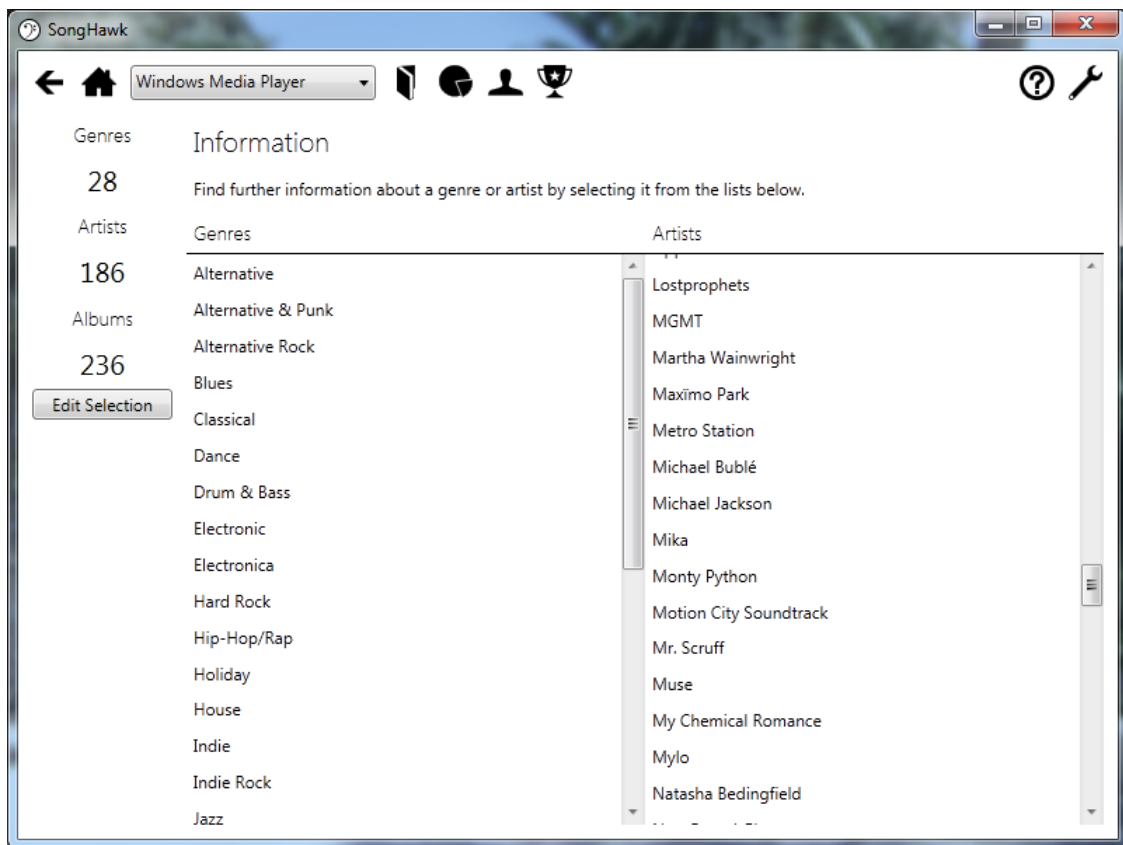 SongHawk
Windows Media Player
Genres
28
Artists
186
Albums
236
Edit Selection
Information
Find further information about a genre or artist by selecting it from the lists below.
Genres
Alternative
Alternative & Punk
Alternative Rock
Blues
Classical
Dance
Drum & Bass
Electronic
Electronica
Hard Rock
Hip-Hop/Rap
Holiday
House
Indie
Indie Rock
Jazz
Artists
Lostprophets
MGMT
Martha Wainwright
Maxïmo Park
Metro Station
Michael Bublé
Michael Jackson
Mika
Monty Python
Motion City Soundtrack
Mr. Scruff
Muse
My Chemical Romance
Mylo
Natasha Bedingfield